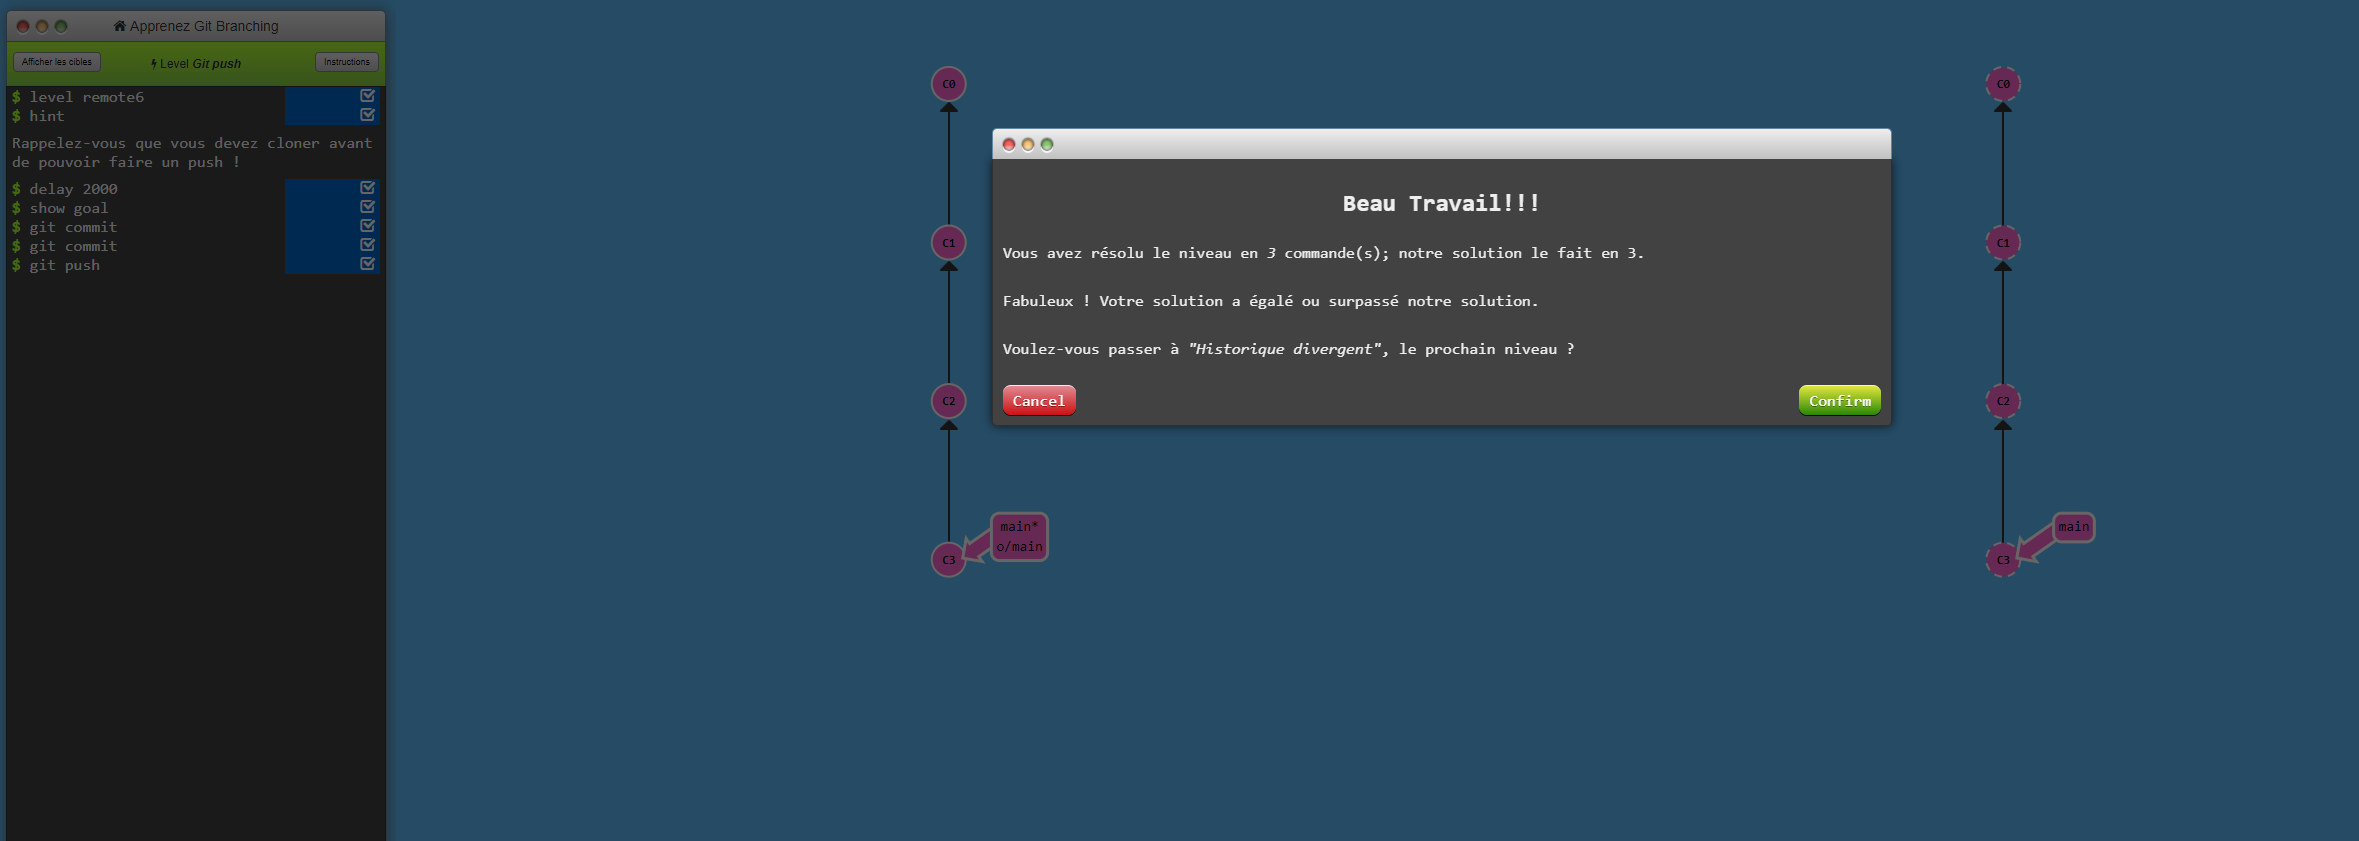 Apprenez Git Branching
Afficher les cibles
Level Git push
Instructions
$ level remote6
$ hint
Rappelez-vous que vous devez cloner avant
de pouvoir faire un push !
$ delay 2000
$ show goal
$ git commit
$ git commit
$ git push
C0
C1
C2
C3
main*
o/main
Beau Travail!!!
Vous avez résolu le niveau en 3 commande(s); notre solution le fait en 3.
Fabuleux ! Votre solution a égalé ou surpassé notre solution.
Voulez-vous passer à "Historique divergent", le prochain niveau ?
Cancel
Confirm
C0
C1
C2
C3
main